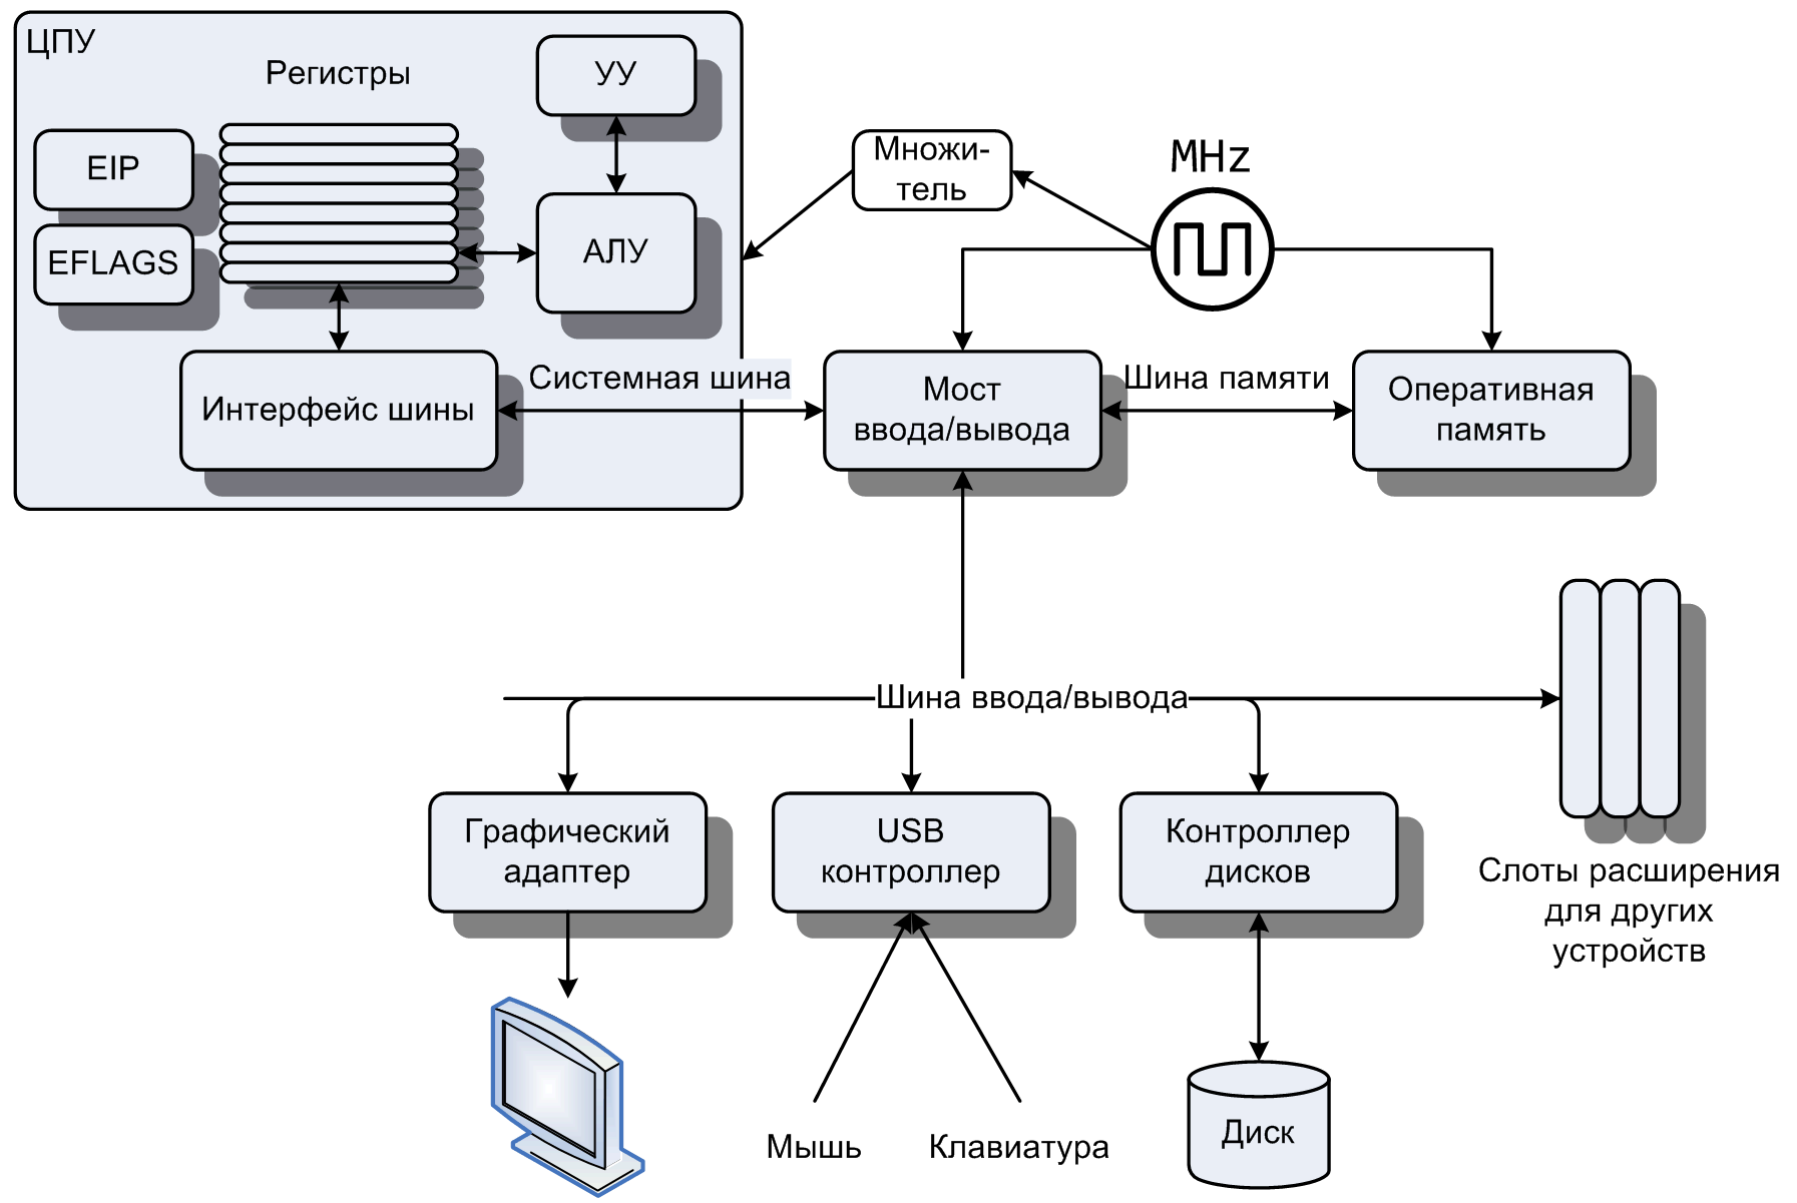 ЦПУ
Регистры
УУ
EIP
EFLAGS
АЛУ
Множи-
тель
MHz
Интерфейс шины
Системная шина
Мост
ввода/вывода
Шина памяти
Оперативная
память
Шина ввода/вывода
Графический
адаптер
USB
контроллер
Контроллер
дисков
Слоты расширения
для других
устройств
Мышь
Клавиатура
Диск